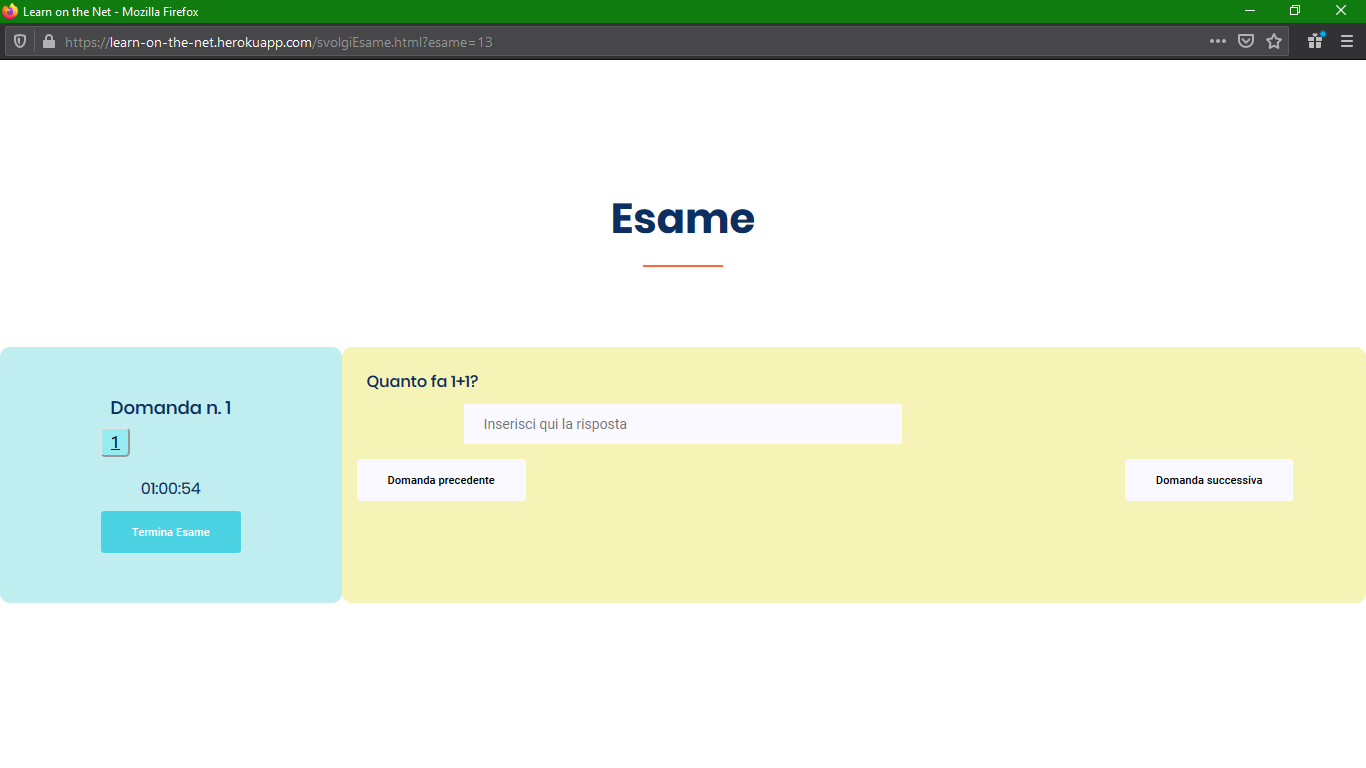 Learn on the Net - Mozilla Firefox
https://learn-on-the-net.herokuapp.com/svolgiEsame.html?esame=13
Esame
Domanda n. 1
1
01:00:54
Termina Esame
Quanto fa 1+1?
Inserisci qui la risposta
Domanda precedente
Domanda successiva